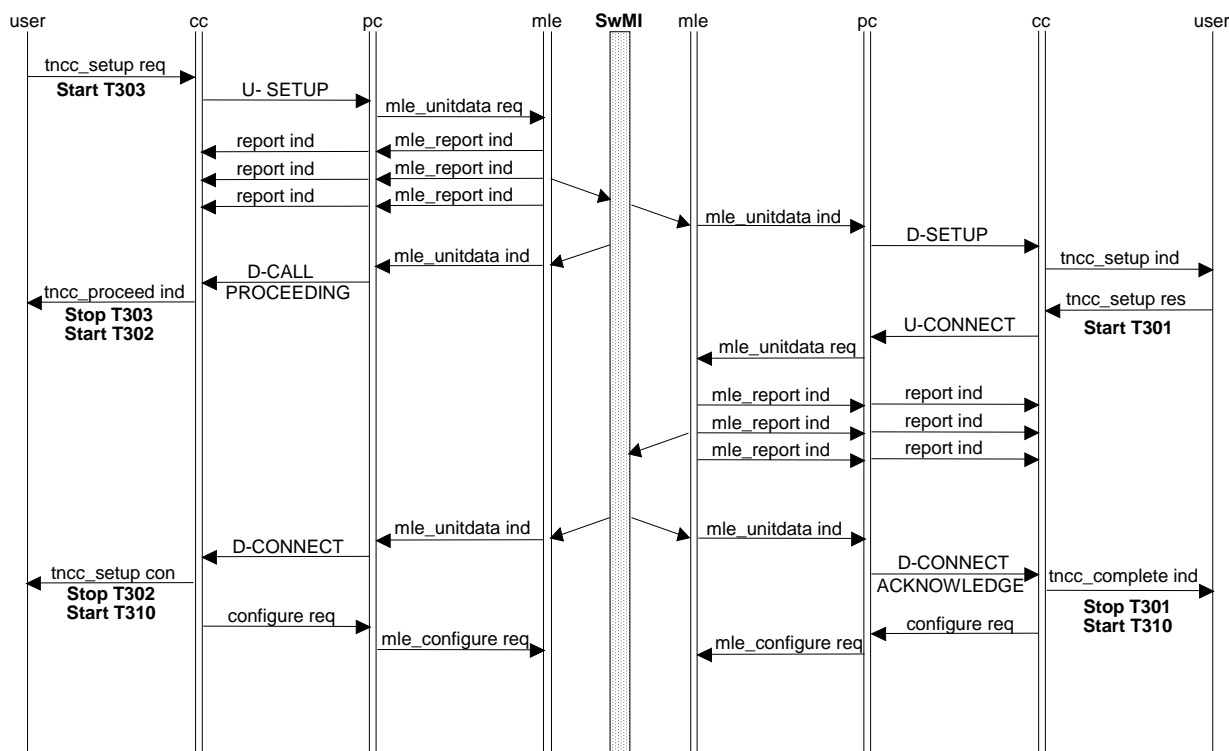 user cc pc mle SwMI mle pc cc user
tncc_setup req
Start T303
U- SETUP
mle_unitdata req
report ind mle_report ind
report ind mle_report ind
report ind mle_report ind
mle_unitdata ind
D-SETUP
tncc_setup ind
mle_unitdata ind
D-CALL
PROCEEDING
tncc_proceed ind
Stop T303
Start T302
tncc_setup res
Start T301
U-CONNECT
mle_unitdata req
mle_report ind report ind
mle_report ind report ind
mle_report ind report ind
mle_unitdata ind mle_unitdata ind
D-CONNECT
D-CONNECT
ACKNOWLEDGE
tncc_setup con
Stop T302
Start T310
tncc_complete ind
Stop T301
Start T310
configure req
mle_configure req
configure req
mle_configure req